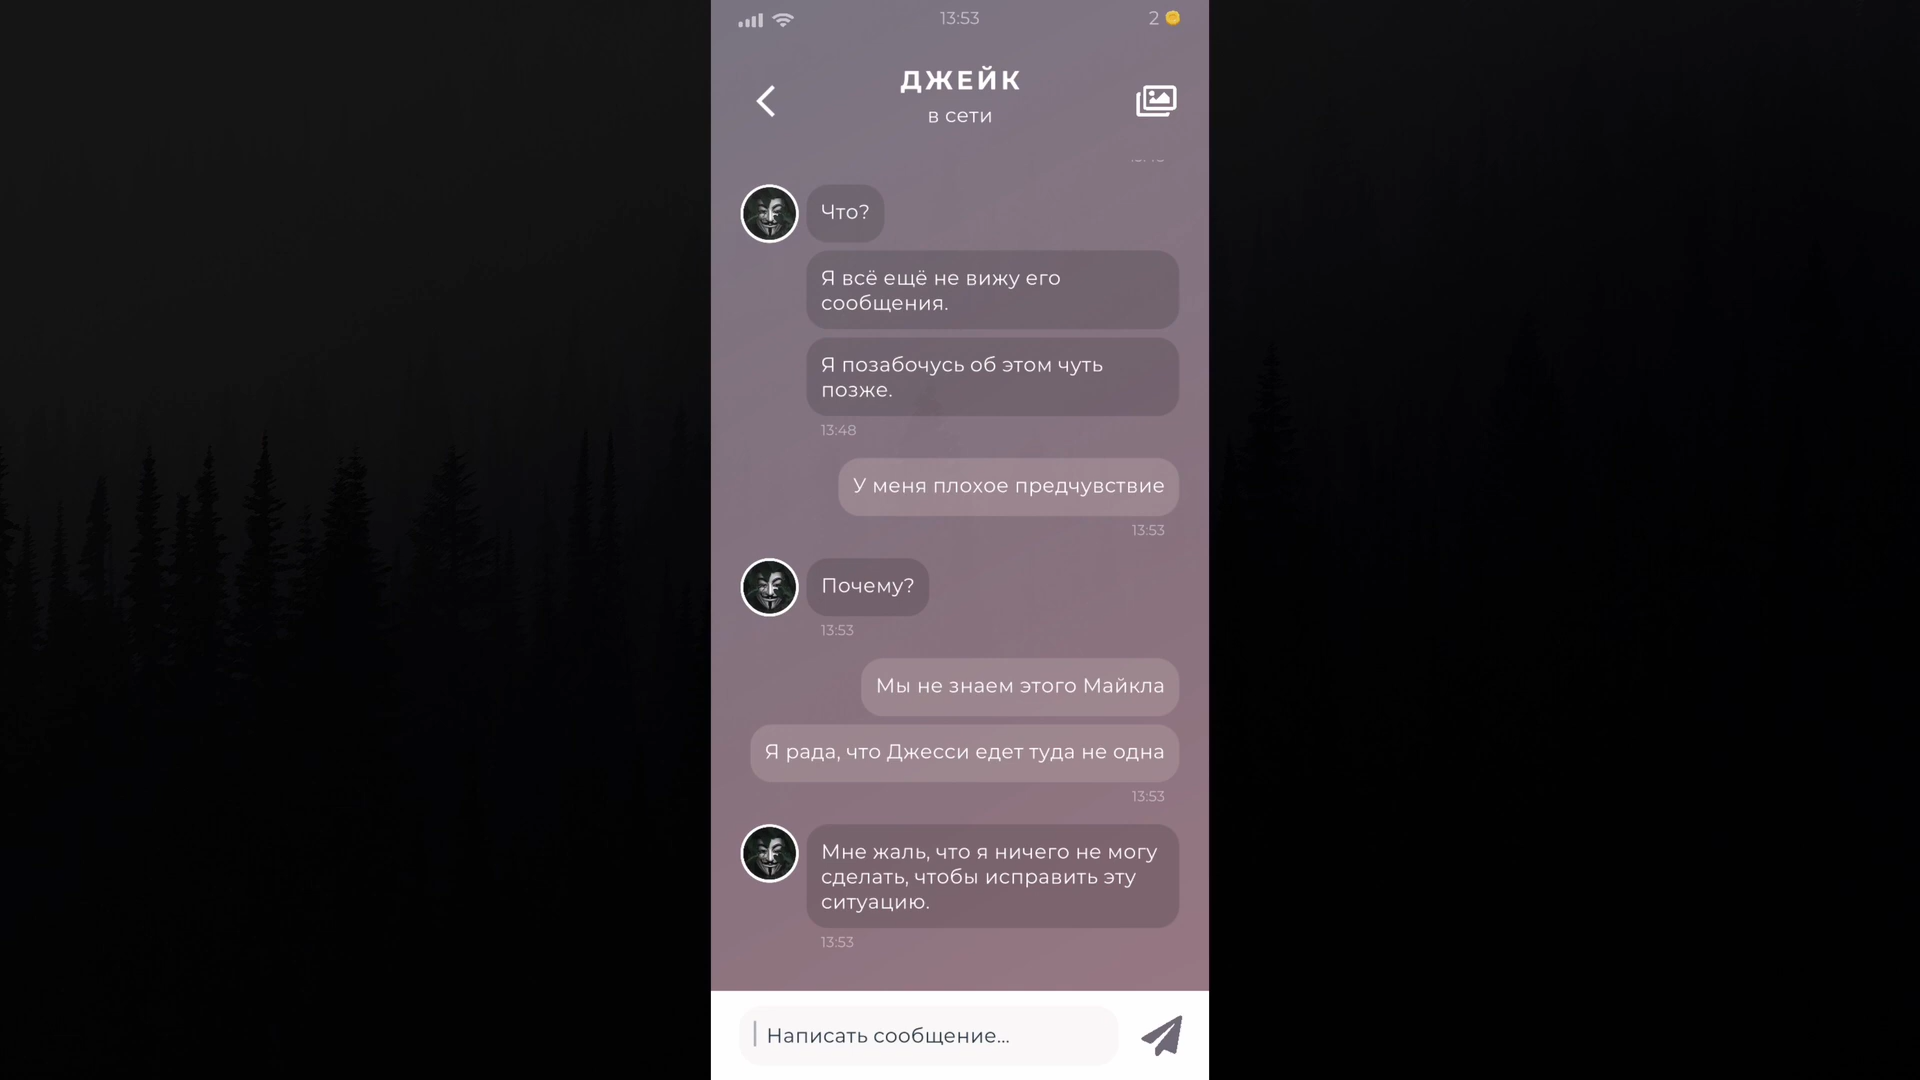 13:53
2
ДЖЕЙК
в сети
Что?
Я всё ещё не вижу его
сообщения.
Я позабочусь об этом чуть
позже.
13:48
У меня плохое предчувствие
13:53
Почему?
13:53
Мы не знаем этого Майкла
Я рада, что Джесси едет туда не одна
13:53
Мне жаль, что я ничего не могу
сделать, чтобы исправить эту
ситуацию.
13:53
Написать сообщение...